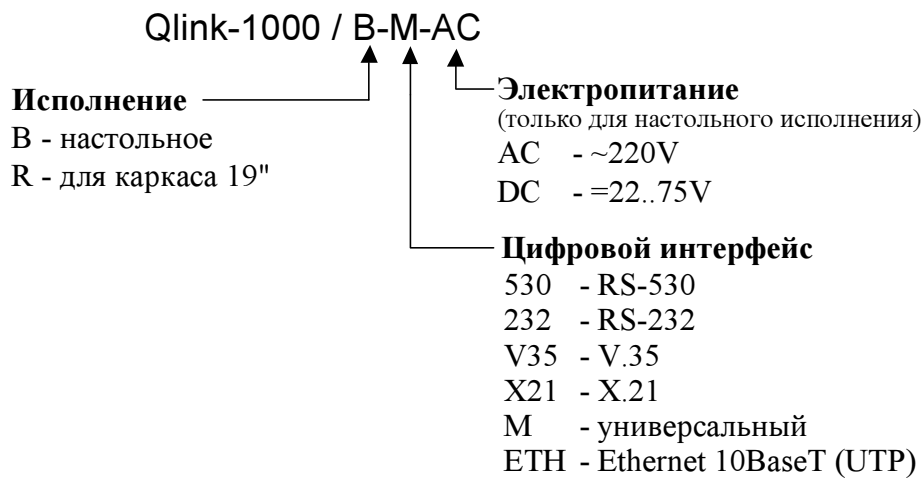 Qlink-1000 / B-M-AC
Исполнение
B - настольное
R - для каркаса 19"
Электропитание
(только для настольного исполнения)
AC - ~220V
DC - =22..75V
Цифровой интерфейс
530 - RS-530
232 - RS-232
V35 - V.35
X21 - X.21
M - универсальный
ETH - Ethernet 10BaseT (UTP)